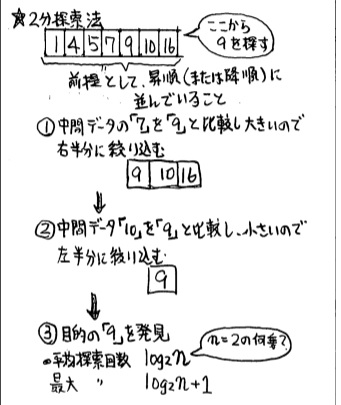 ☆2分探索法
1 4 5 7 9 10 16
ここから
9を探す
前提として、昇順(または降順)に
並んでいること
①中間データの「7」を「9」と比較し大きいので
右半分に絞り込む
9 10 16
②中間データ「10」を「9」と比較し、小さいので
左半分に絞り込む
9
③目的の「9」を発見
平均探索回数 log₂n
n=2の何乗?
最大 〃 log₂n+1